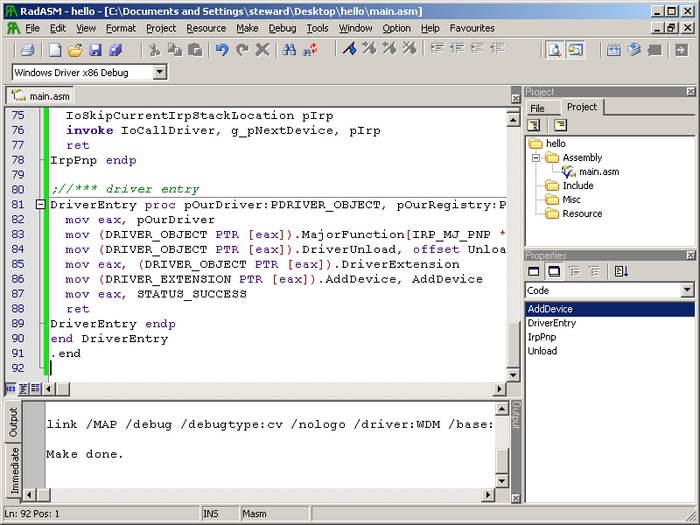 RadASM - hello - [C:\Documents and Settings\steward\Desktop\hello\main.asm]
File Edit View Format Project Resource Make Debug Tools Window Option Help Favourites
Windows Driver x86 Debug
main.asm
75 IoSkipCurrentIrpStackLocation pIrp
76 invoke IoCallDriver, g_pNextDevice, pIrp
77 ret
78 IrpPnp endp
79
80 ;//*** driver entry
81 DriverEntry proc pOurDriver:PDRIVER_OBJECT, pOurRegistry:P
82 mov eax, pOurDriver
83 mov (DRIVER_OBJECT PTR [eax]).MajorFunction[IRP_MJ_PNP *
84 mov (DRIVER_OBJECT PTR [eax]).DriverUnload, offset Unloa
85 mov eax, (DRIVER_OBJECT PTR [eax]).DriverExtension
86 mov (DRIVER_EXTENSION PTR [eax]).AddDevice, AddDevice
87 mov eax, STATUS_SUCCESS
88 ret
89 DriverEntry endp
90 end DriverEntry
91 .end
92
Output
Immediate
link /MAP /debug /debugtype:cv /nologo /driver:WDM /base:
Make done.
Output
Project
File Project
hello
Assembly
main.asm
Include
Misc
Resource
Properties
Code
AddDevice
DriverEntry
IrpPnp
Unload
Ln: 92 Pos: 1 INS Masm